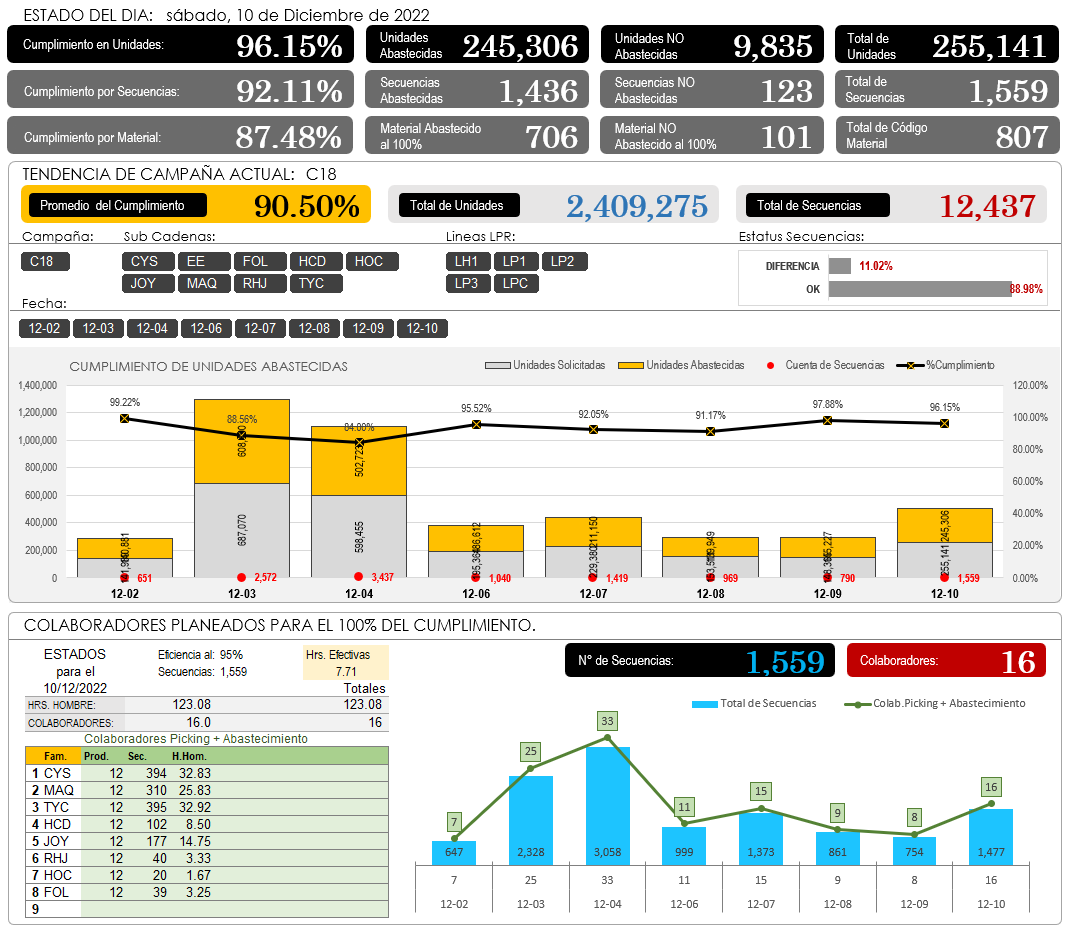 ESTADO DEL DIA: sábado, 10 de Diciembre de 2022
Cumplimiento en Unidades: 96.15%
Unidades Abastecidas 245,306
Unidades NO Abastecidas 9,835
Total de Unidades 255,141
Cumplimiento por Secuencias: 92.11%
Secuencias Abastecidas 1,436
Secuencias NO Abastecidas 123
Total de Secuencias 1,559
Cumplimiento por Material: 87.48%
Material Abastecido al 100% 706
Material NO Abastecido al 100% 101
Total de Código Material 807
TENDENCIA DE CAMPAÑA ACTUAL: C18
Promedio del Cumplimiento 90.50%
Total de Unidades 2,409,275
Total de Secuencias 12,437
Campaña: Sub Cadenas: Lineas LPR: Estatus Secuencias:
C18 CYS EE FOL HCD HOC LH1 LP1 LP2
JOY MAQ RHJ TYC LP3 LPC
DIFERENCIA 11.02%
OK 88.98%
Fecha:
12-02 12-03 12-04 12-06 12-07 12-08 12-09 12-10
CUMPLIMIENTO DE UNIDADES ABASTECIDAS
Unidades Solicitadas Unidades Abastecidas Cuenta de Secuencias %Cumplimiento
1,400,000 120.00%
1,200,000 100.00%
1,000,000 80.00%
800,000 60.00%
600,000 40.00%
400,000 20.00%
200,000 0.00%
0
99.22% 88.56% 84.00% 95.52% 92.05% 91.17% 97.88% 96.15%
502,723 211,150 245,306
687,070 598,455 229,380 255,141
651 2,572 3,437 1,040 1,419 969 790 1,559
12-02 12-03 12-04 12-06 12-07 12-08 12-09 12-10
COLABORADORES PLANEADOS PARA EL 100% DEL CUMPLIMIENTO.
ESTADOS Eficiencia al: 95% Hrs. Efectivas
para el Secuencias: 1,559 7.71
10/12/2022 Totales
HRS. HOMBRE: 123.08 123.08
COLABORADORES: 16.0 16
Colaboradores Picking + Abastecimiento
Fam. Prod. Sec. H.Hom.
1 CYS 12 394 32.83
2 MAQ 12 310 25.83
3 TYC 12 395 32.92
4 HCD 12 102 8.50
5 JOY 12 177 14.75
6 RHJ 12 40 3.33
7 HOC 12 20 1.67
8 FOL 12 39 3.25
9
N° de Secuencias: 1,559
Colaboradores: 16
Total de Secuencias Colab.Picking + Abastecimiento
7 25 33 11 15 9 8 16
647 2,328 3,058 999 1,373 861 754 1,477
7 25 33 11 15 9 8 16
12-02 12-03 12-04 12-06 12-07 12-08 12-09 12-10